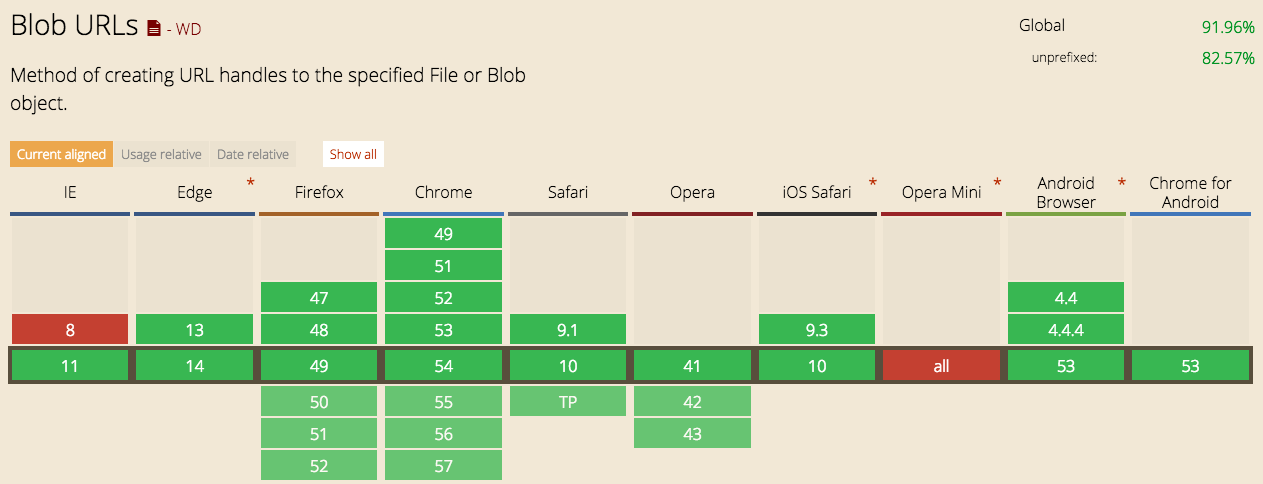 Blob URLs - WD
Global 91.96%
unprefixed: 82.57%
Method of creating URL handles to the specified File or Blob
object.
Current aligned Usage relative Date relative Show all
IE Edge * Firefox Chrome Safari Opera iOS Safari * Opera Mini * Android Browser * Chrome for Android
49
51
47 52 4.4
8 13 48 53 9.1 9.3 4.4.4
11 14 49 54 10 41 10 all 53 53
50 55 TP 42
51 56 43
52 57